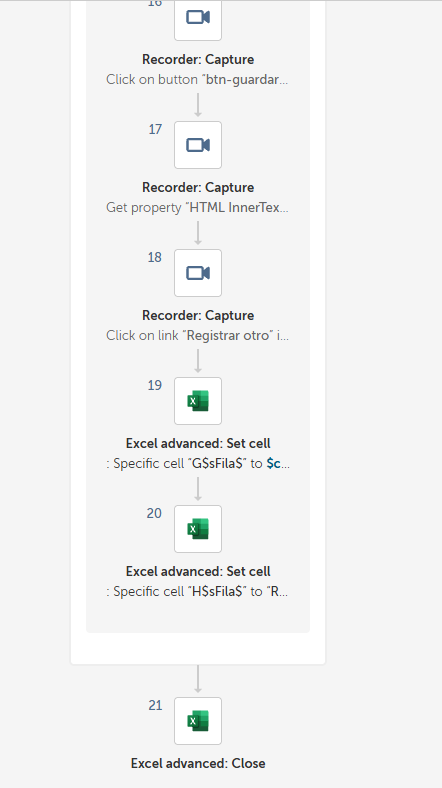 16
Recorder: Capture
Click on button "btn-guardar...
17
Recorder: Capture
Get property "HTML InnerTex...
18
Recorder: Capture
Click on link "Registrar otro" i...
19
Excel advanced: Set cell
: Specific cell "G$sFila$" to $c...
20
Excel advanced: Set cell
: Specific cell "H$sFila$" to "R...
21
Excel advanced: Close